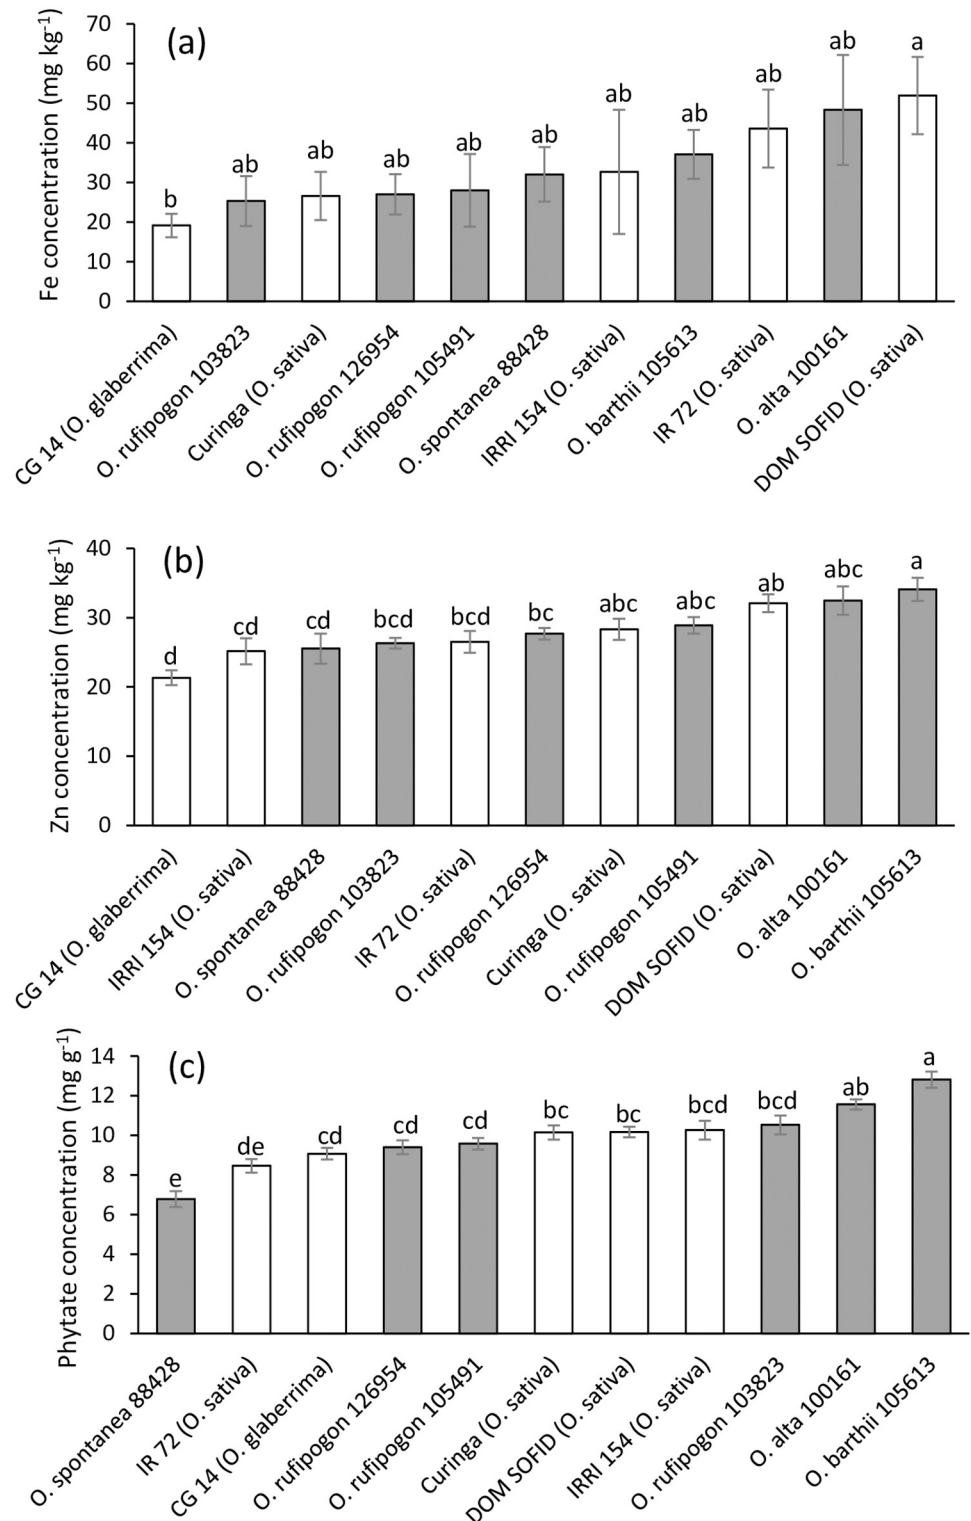 (a)
Fe concentration (mg kg⁻¹)
70
60
50
40
30
20
10
0
b
ab
ab
ab
ab
ab
ab
ab
ab
ab
a
CG 14 (O. glaberrima)
O. rufipogon 103823
Curinga (O. sativa)
O. rufipogon 126954
O. rufipogon 105491
O. spontanea 88428
IRRI 154 (O. sativa)
O. barthii 105613
IR 72 (O. sativa)
O. alta 100161
DOM SOFID (O. sativa)
(b)
Zn concentration (mg kg⁻¹)
40
30
20
10
0
d
cd
cd
bcd
bcd
bc
abc
abc
ab
abc
a
CG 14 (O. glaberrima)
IRRI 154 (O. sativa)
O. spontanea 88428
O. rufipogon 103823
IR 72 (O. sativa)
O. rufipogon 126954
Curinga (O. sativa)
O. rufipogon 105491
DOM SOFID (O. sativa)
O. alta 100161
O. barthii 105613
(c)
Phytate concentration (mg g⁻¹)
14
12
10
8
6
4
2
0
e
de
cd
cd
cd
bc
bc
bcd
bcd
ab
a
O. spontanea 88428
IR 72 (O. sativa)
CG 14 (O. glaberrima)
O. rufipogon 126954
O. rufipogon 105491
Curinga (O. sativa)
DOM SOFID (O. sativa)
IRRI 154 (O. sativa)
O. rufipogon 103823
O. alta 100161
O. barthii 105613